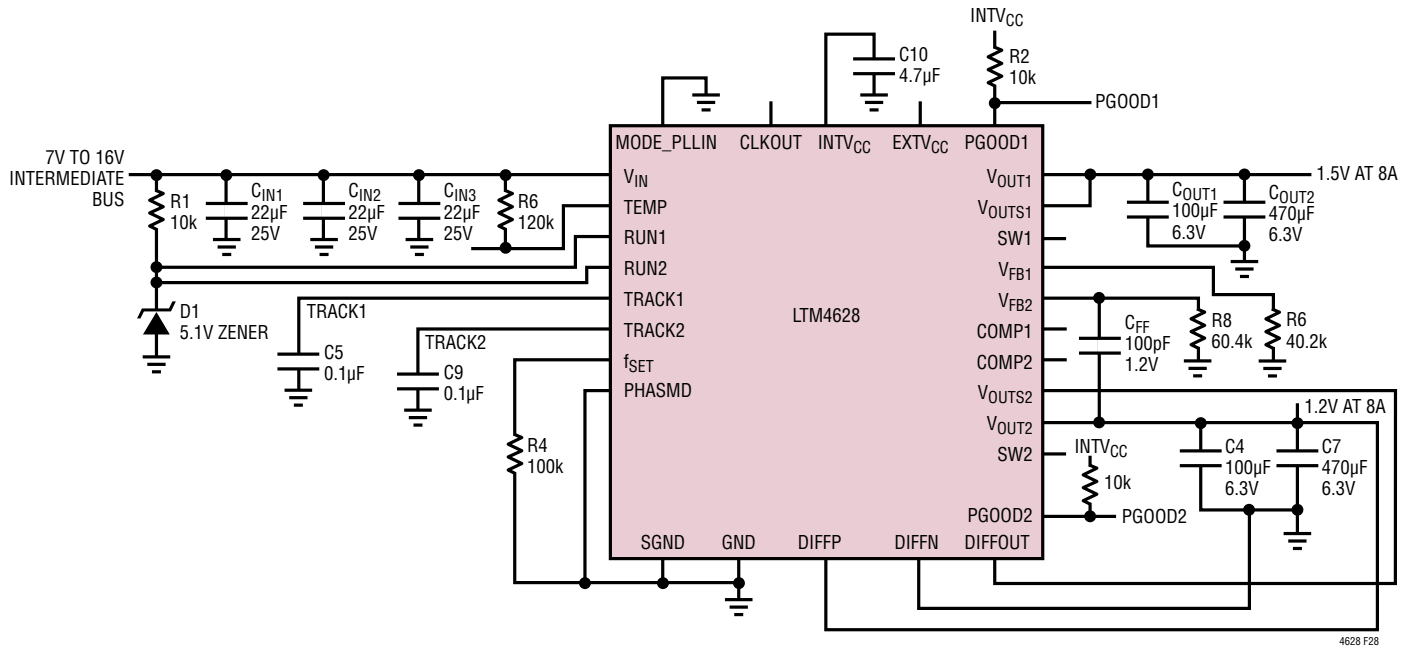 INTVCC
C10
4.7µF
R2
10k
PGOOD1
MODE_PLLIN
CLKOUT
INTVCC
EXTVCC
PGOOD1
7V TO 16V
INTERMEDIATE
BUS
R1
10k
CIN1
22µF
25V
CIN2
22µF
25V
CIN3
22µF
25V
R6
120k
VIN
TEMP
RUN1
RUN2
TRACK1
TRACK2
fSET
PHASMD
LTM4628
VOUT1
VOUTS1
SW1
VFB1
VFB2
COMP1
COMP2
VOUTS2
VOUT2
SW2
PGOOD2
1.5V AT 8A
COUT1
100µF
6.3V
COUT2
470µF
6.3V
D1
5.1V ZENER
TRACK1
C5
0.1µF
TRACK2
C9
0.1µF
CFF
100pF
1.2V
R8
60.4k
R6
40.2k
R4
100k
1.2V AT 8A
INTVCC
10k
C4
100µF
6.3V
C7
470µF
6.3V
PGOOD2
SGND
GND
DIFFP
DIFFN
DIFFOUT
4628 F28